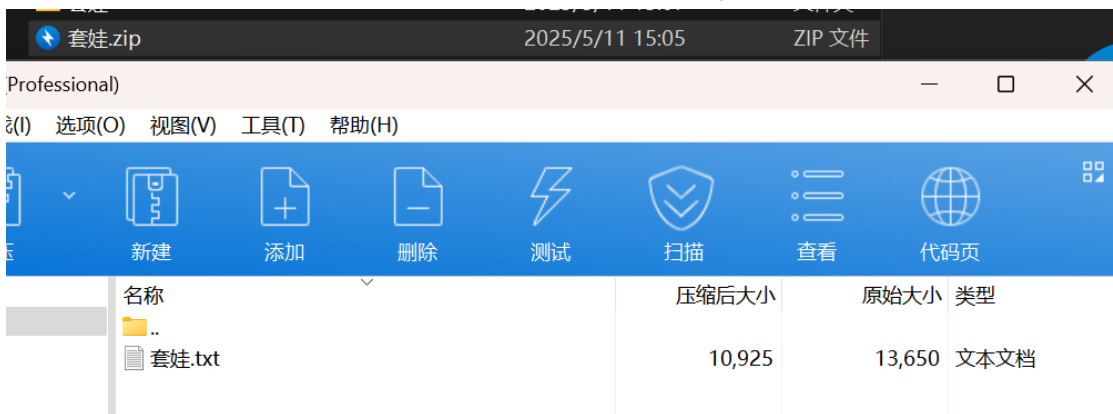 套娃.zip 2025/5/11 15:05 ZIP 文件
(Professional)
(I) 选项(O) 视图(V) 工具(T) 帮助(H)
新建 添加 删除 测试 扫描 查看 代码页
名称 压缩后大小 原始大小 类型
..
套娃.txt 10,925 13,650 文本文档